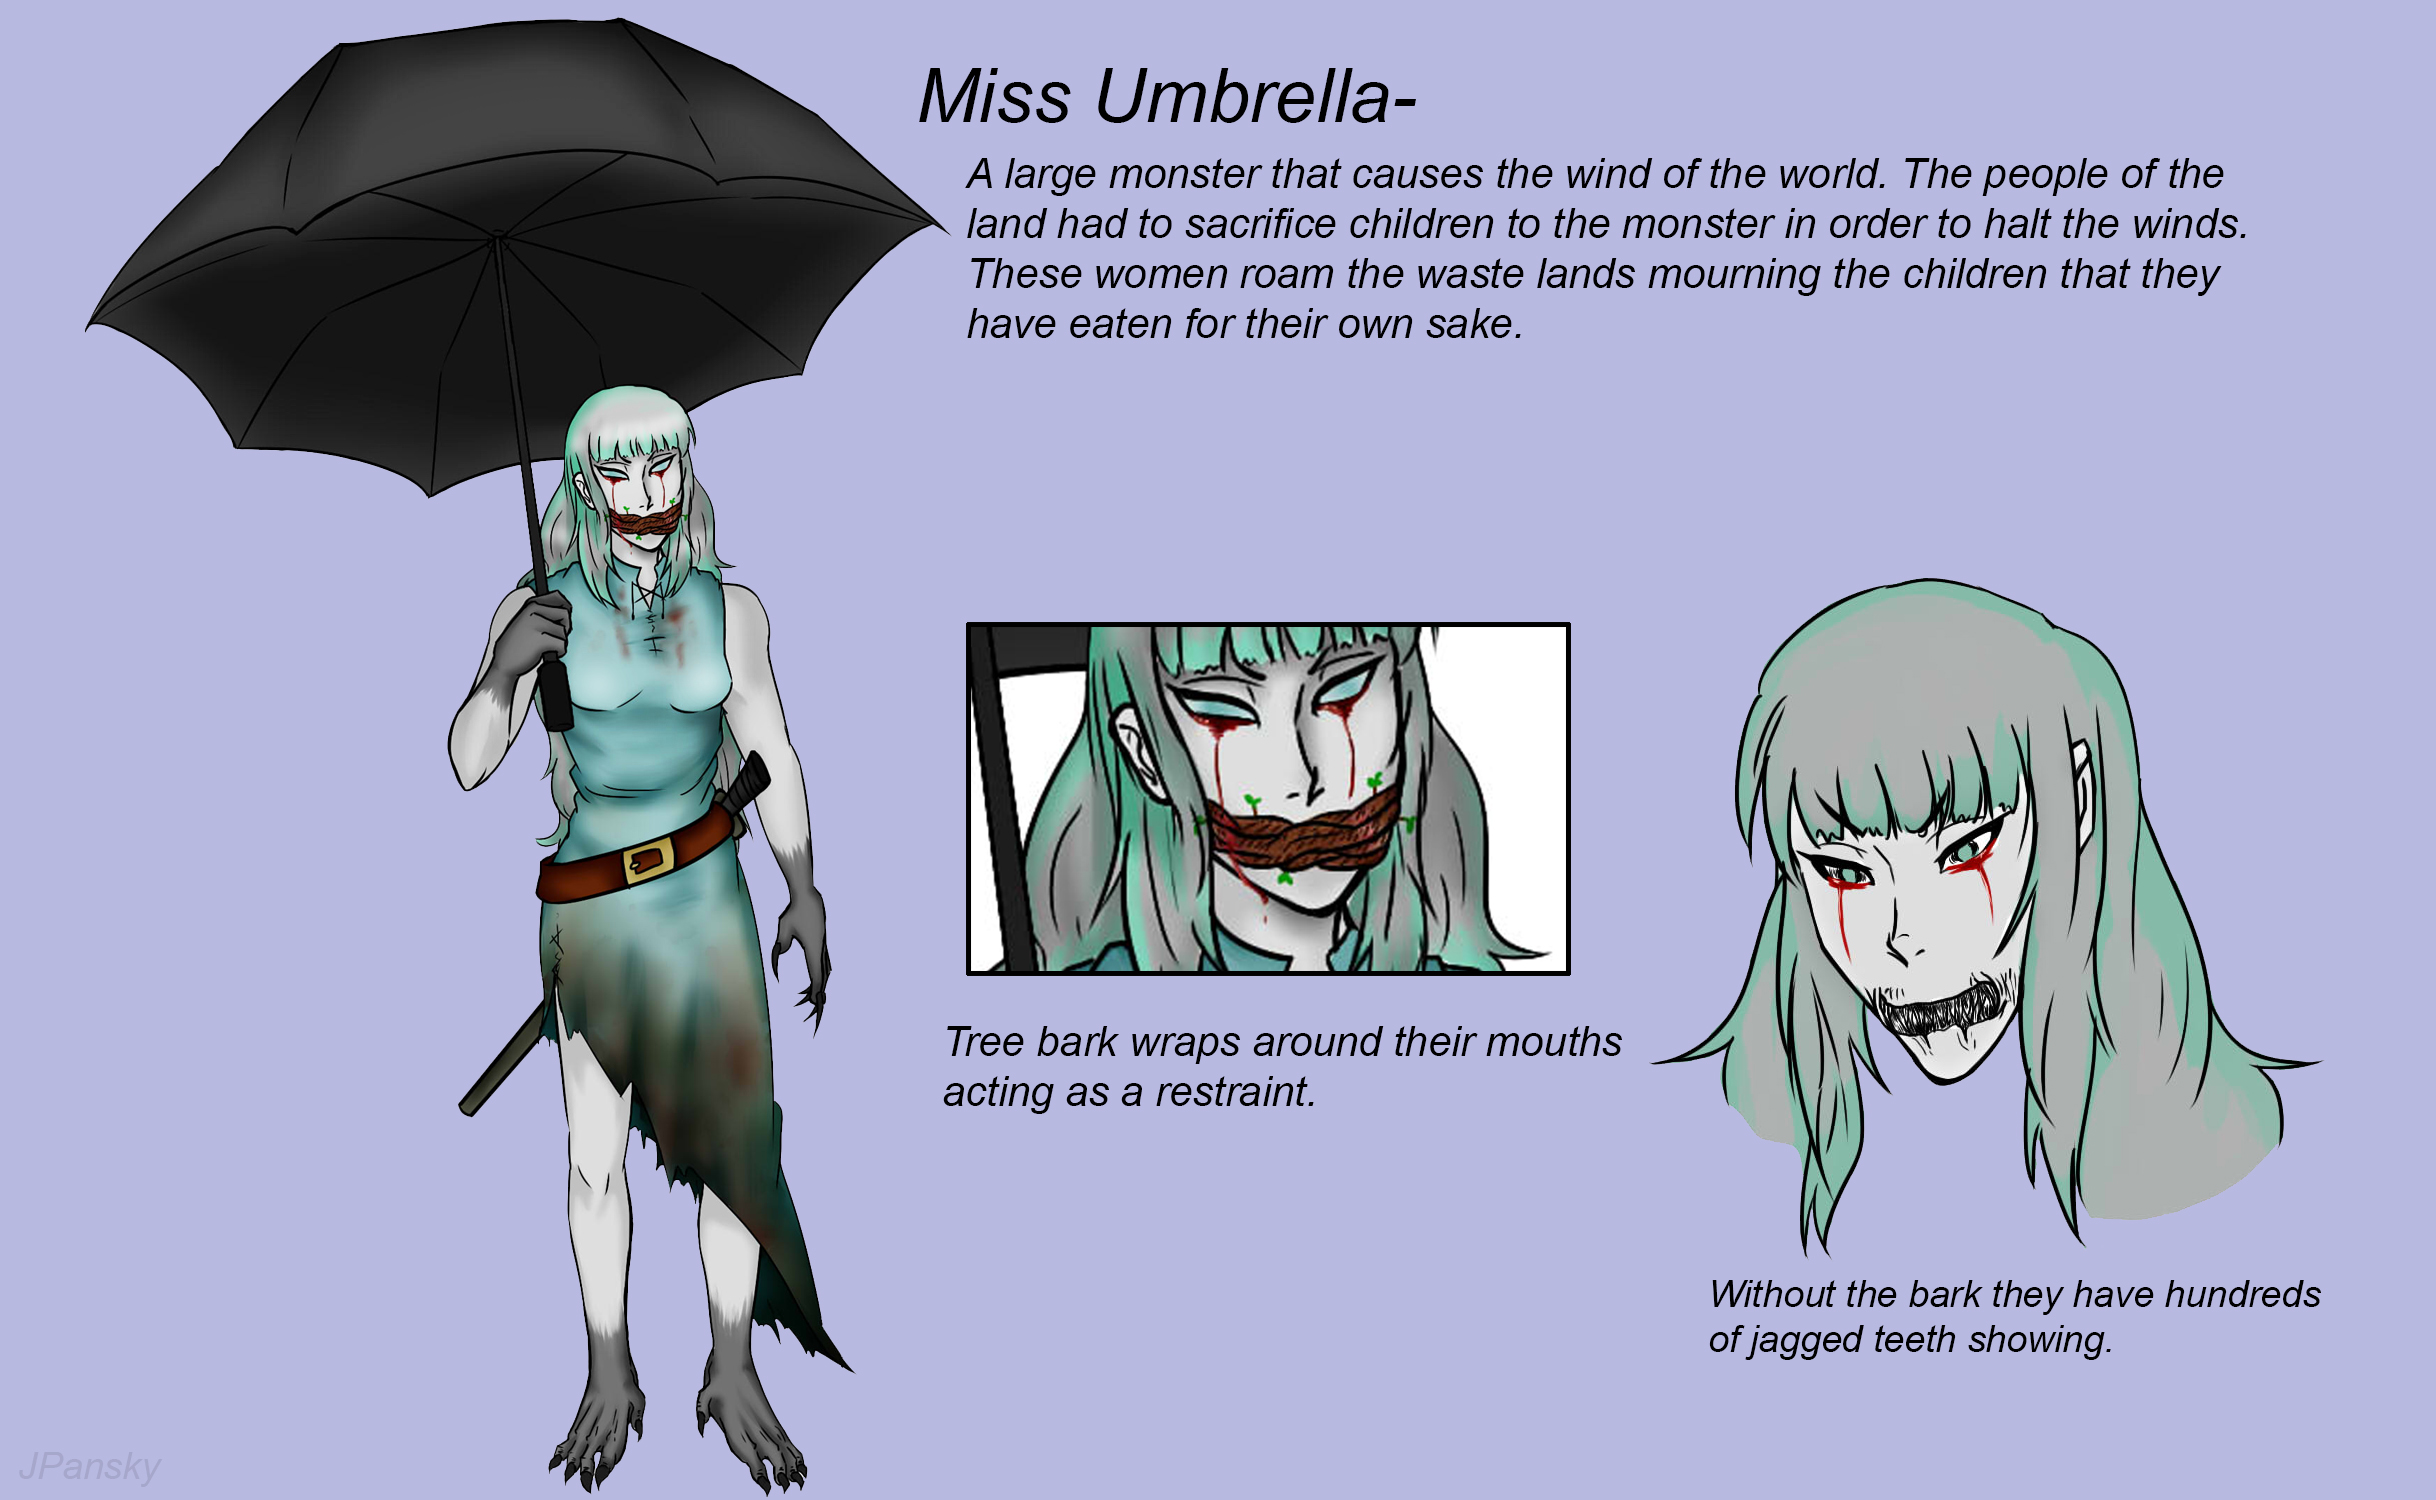 Miss Umbrella-
A large monster that causes the wind of the world. The people of the
land had to sacrifice children to the monster in order to halt the winds.
These women roam the waste lands mourning the children that they
have eaten for their own sake.
Tree bark wraps around their mouths
acting as a restraint.
Without the bark they have hundreds
of jagged teeth showing.
JPansky